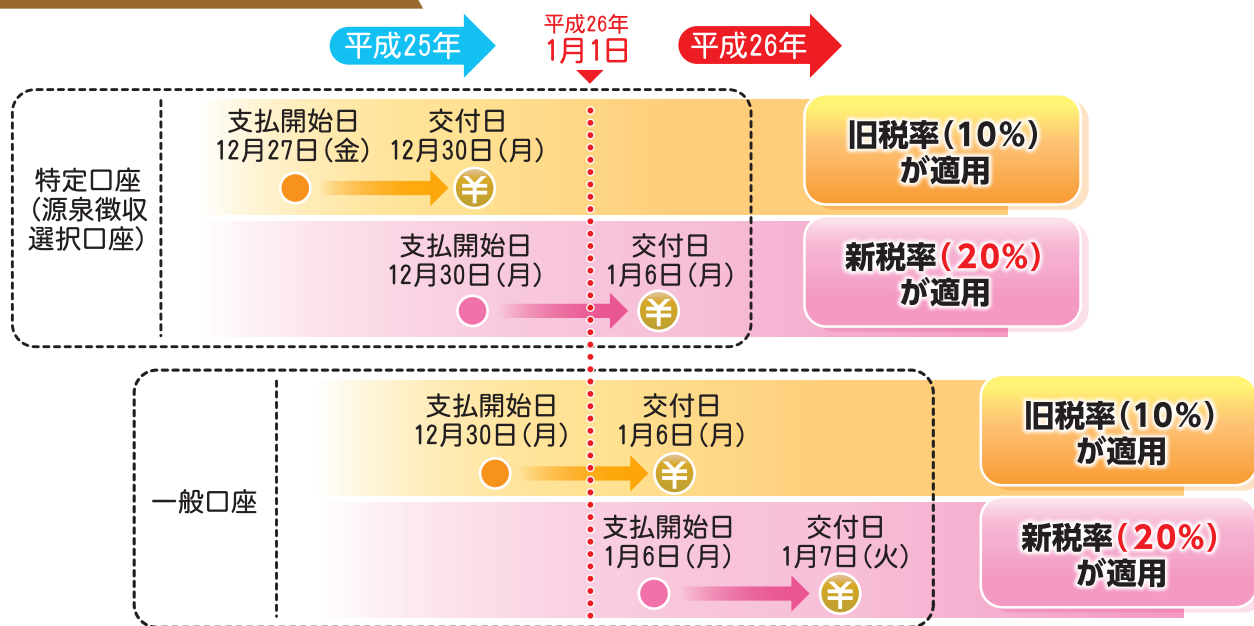 平成25年
平成26年
1月1日
平成26年
特定口座
（源泉徴収
選択口座）
支払開始日
12月27日（金）
交付日
12月30日（月）
¥
旧税率（10%）
が適用
支払開始日
12月30日（月）
交付日
1月6日（月）
¥
新税率（20%）
が適用
一般口座
支払開始日
12月30日（月）
交付日
1月6日（月）
¥
旧税率（10%）
が適用
支払開始日
1月6日（月）
交付日
1月7日（火）
¥
新税率（20%）
が適用